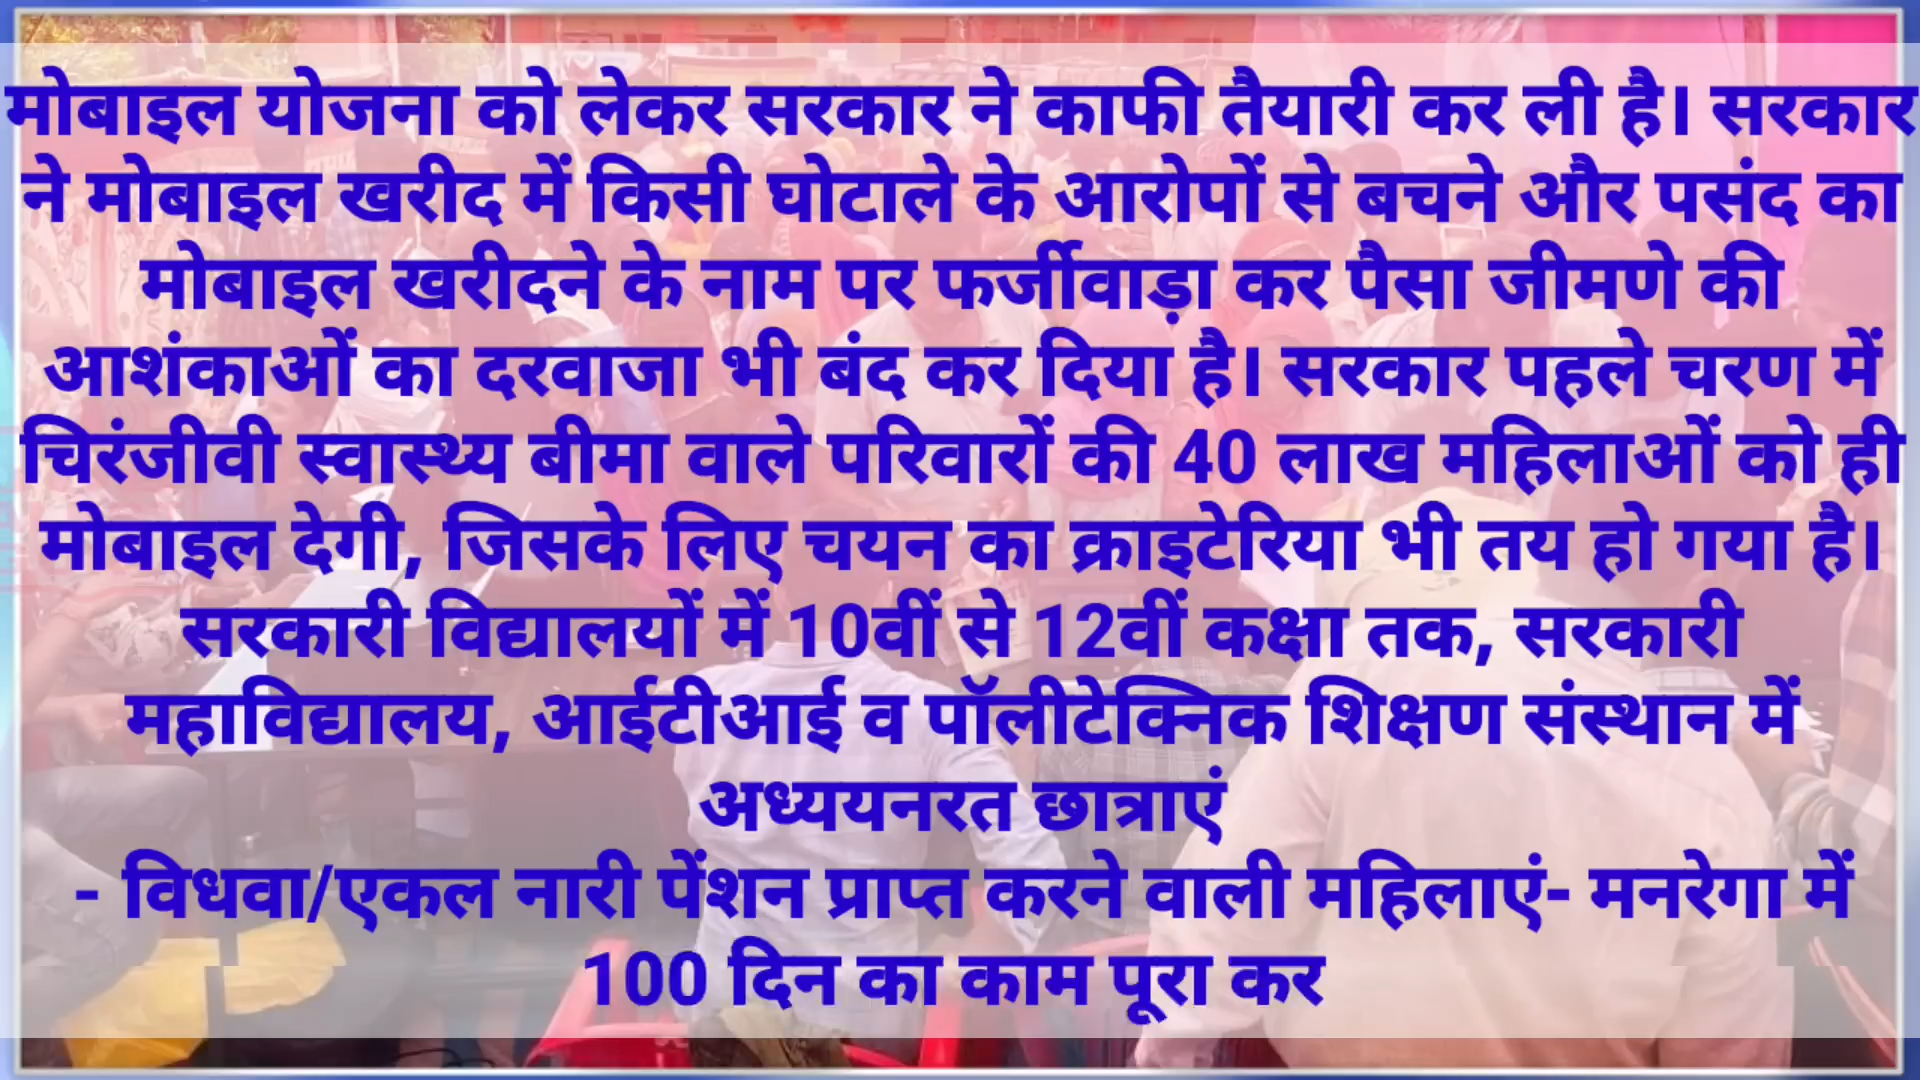 मोबाइल योजना को लेकर सरकार ने काफी तैयारी कर ली है। सरकार
ने मोबाइल खरीद में किसी घोटाले के आरोपों से बचने और पसंद का
मोबाइल खरीदने के नाम पर फर्जीवाड़ा कर पैसा जीमणे की
आशंकाओं का दरवाजा भी बंद कर दिया है। सरकार पहले चरण में
चिरंजीवी स्वास्थ्य बीमा वाले परिवारों की 40 लाख महिलाओं को ही
मोबाइल देगी, जिसके लिए चयन का क्राइटेरिया भी तय हो गया है।
सरकारी विद्यालयों में 10वीं से 12वीं कक्षा तक, सरकारी
महाविद्यालय, आईटीआई व पॉलीटेक्निक शिक्षण संस्थान में
अध्ययनरत छात्राएं
- विधवा/एकल नारी पेंशन प्राप्त करने वाली महिलाएं- मनरेगा में
100 दिन का काम पूरा कर